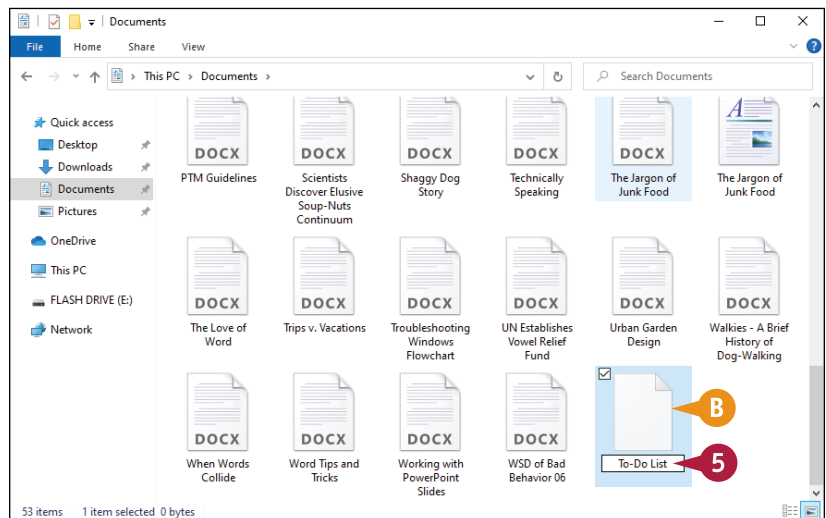 Documents
File Home Share View
This PC > Documents >
Search Documents
Quick access
Desktop
Downloads
Documents
Pictures
OneDrive
This PC
FLASH DRIVE (E:)
Network
DOCX DOCX DOCX DOCX DOCX A
PTM Guidelines
Scientists
Discover Elusive
Soup-Nuts
Continuum
Shaggy Dog
Story
Technically
Speaking
The Jargon of
Junk Food
The Jargon of
Junk Food
DOCX DOCX DOCX DOCX DOCX DOCX
The Love of
Word
Trips v. Vacations
Troubleshooting
Windows
Flowchart
UN Establishes
Vowel Relief
Fund
Urban Garden
Design
Walkies - A Brief
History of
Dog-Walking
DOCX DOCX DOCX DOCX
B
When Words
Collide
Word Tips and
Tricks
Working with
PowerPoint
Slides
WSD of Bad
Behavior 06
To-Do List
5
53 items 1 item selected 0 bytes